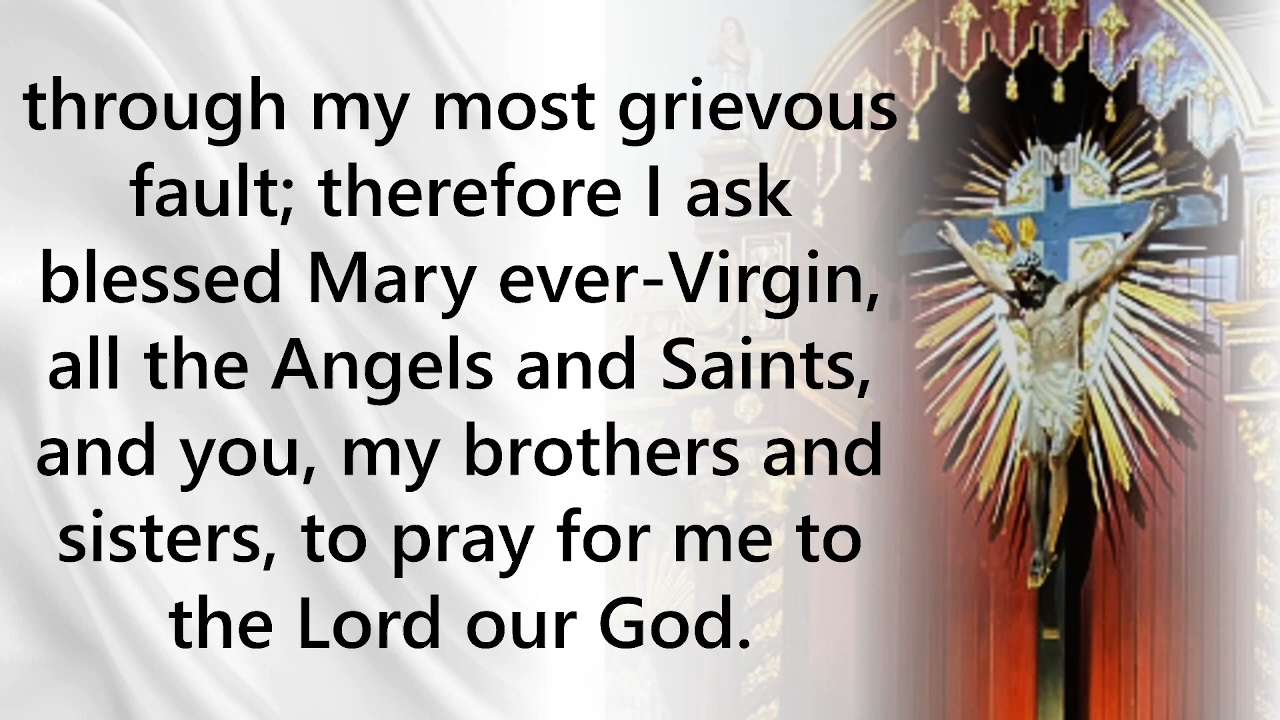 through my most grievous
fault; therefore I ask
blessed Mary ever-Virgin,
all the Angels and Saints,
and you, my brothers and
sisters, to pray for me to
the Lord our God.